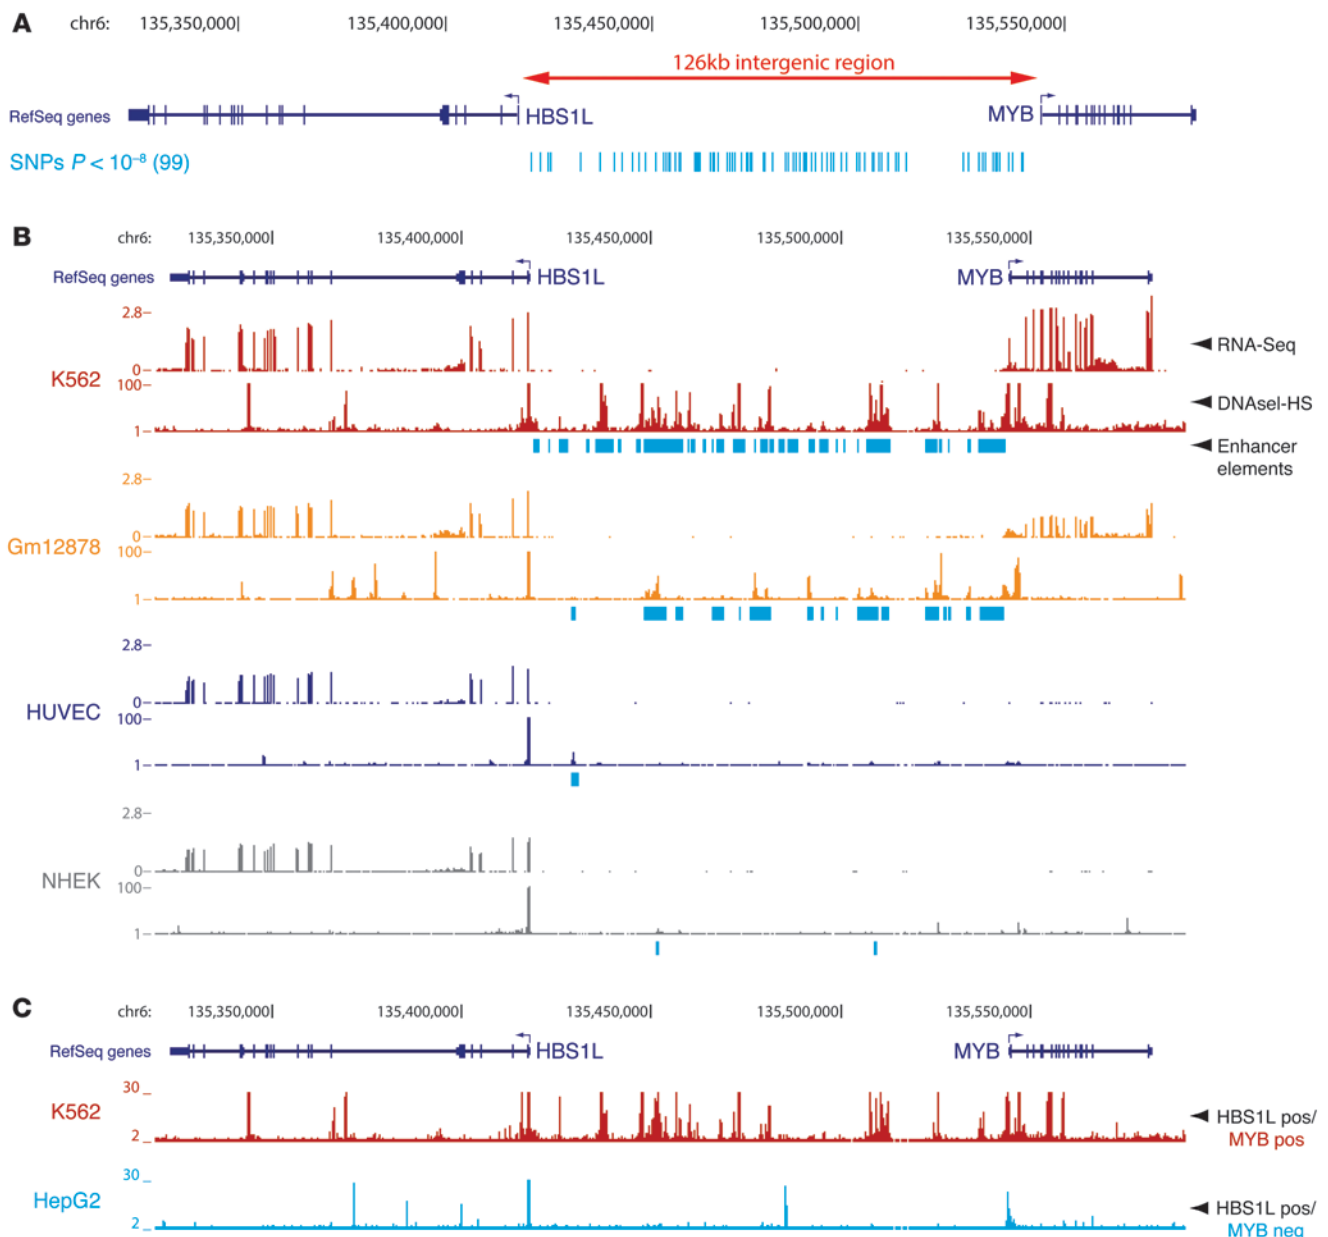 A
chr6: 135,350,000| 135,400,000| 135,450,000| 135,500,000| 135,550,000|
126kb intergenic region
RefSeq genes HBS1L MYB
SNPs P < 10⁻⁸ (99)
B
chr6: 135,350,000| 135,400,000| 135,450,000| 135,500,000| 135,550,000|
RefSeq genes HBS1L MYB
2.8
RNA-Seq
0
K562
100
DNAseI-HS
1
Enhancer
elements
2.8
0
Gm12878
100
1
2.8
0
HUVEC
100
1
2.8
0
NHEK
100
1
C
chr6: 135,350,000| 135,400,000| 135,450,000| 135,500,000| 135,550,000|
RefSeq genes HBS1L MYB
30
K562
HBS1L pos/
MYB pos
2
30
HepG2
HBS1L pos/
MYB neg
2